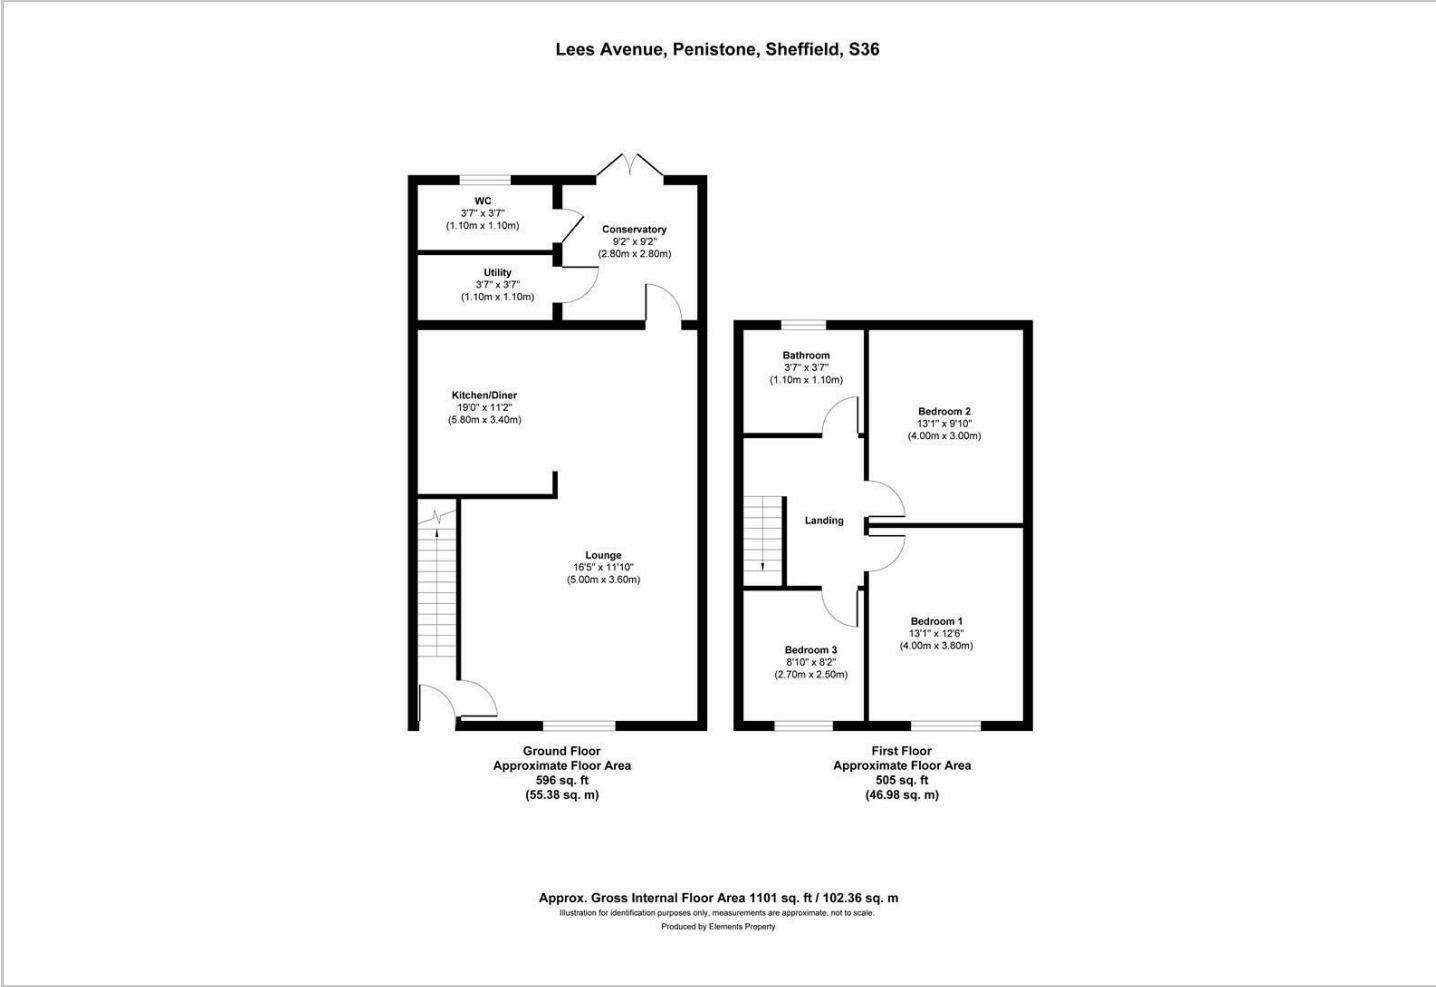 Lees Avenue, Penistone, Sheffield, S36
WC
3'7" x 3'7"
(1.10m x 1.10m)
Conservatory
9'2" x 9'2"
(2.80m x 2.80m)
Utility
3'7" x 3'7"
(1.10m x 1.10m)
Kitchen/Diner
19'0" x 11'2"
(5.80m x 3.40m)
Lounge
16'5" x 11'10"
(5.00m x 3.60m)
Ground Floor
Approximate Floor Area
596 sq. ft
(55.38 sq. m)
Bathroom
3'7" x 3'7"
(1.10m x 1.10m)
Bedroom 2
13'1" x 9'10"
(4.00m x 3.00m)
Landing
Bedroom 1
13'1" x 12'6"
(4.00m x 3.80m)
Bedroom 3
8'10" x 8'2"
(2.70m x 2.50m)
First Floor
Approximate Floor Area
505 sq. ft
(46.98 sq. m)
Approx. Gross Internal Floor Area 1101 sq. ft / 102.36 sq. m
Illustration for identification purposes only, measurements are approximate, not to scale.
Produced by Elements Property